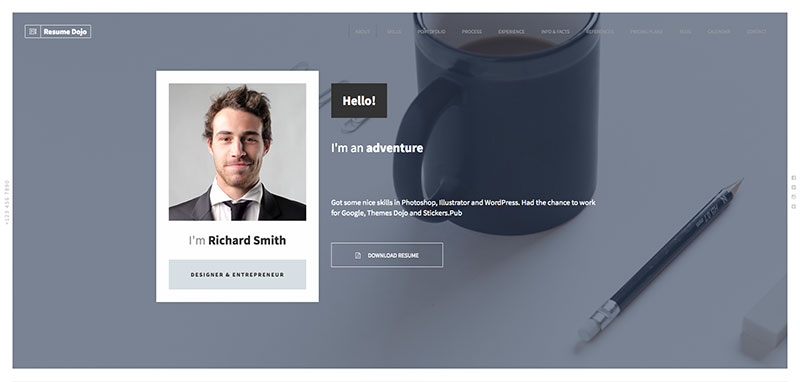 Resume Dojo
ABOUT SKILLS PORTOFOLIO PROCESS EXPERIENCE INFO & FACTS REFERENCES PRICING PLANS BLOG CALENDAR CONTACT
Hello!
I'm an adventure
Got some nice skills in Photoshop, Illustrator and WordPress. Had the chance to work
for Google, Themes Dojo and Stickers.Pub
DOWNLOAD RESUME
I'm Richard Smith
DESIGNER & ENTREPRENEUR
+123 456 7890